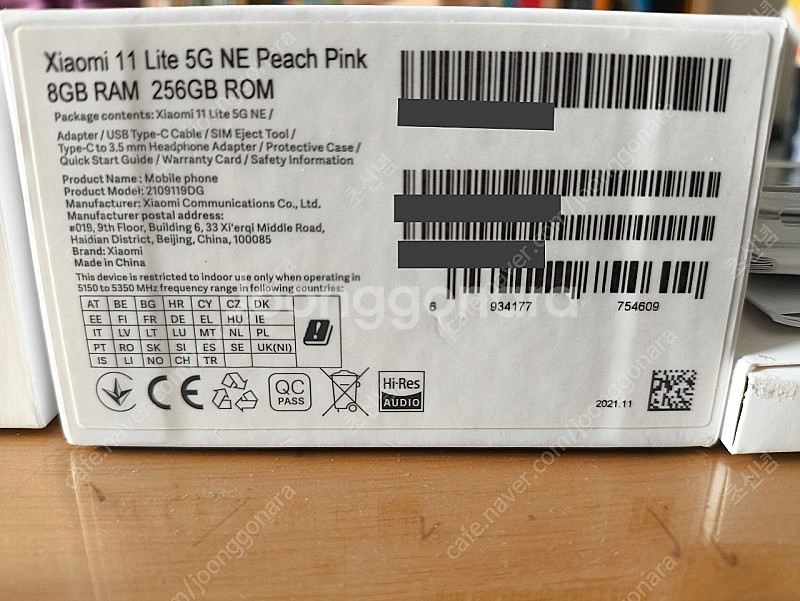 Xiaomi 11 Lite 5G NE Peach Pink
8GB RAM 256GB ROM
Package contents: Xiaomi 11 Lite 5G NE /
Adapter / USB Type-C Cable / SIM Eject Tool /
Type-C to 3.5 mm Headphone Adapter / Protective Case /
Quick Start Guide / Warranty Card / Safety Information
Product Name: Mobile phone
Product Model: 2109119DG
Manufacturer: Xiaomi Communications Co., Ltd.
Manufacturer postal address:
#019, 9th Floor, Building 6, 33 Xi'erqi Middle Road,
Haidian District, Beijing, China, 100085
Brand: Xiaomi
Made in China
This device is restricted to indoor use only when operating in
5150 to 5350 MHz frequency range in following countries:
AT BE BG HR CY CZ DK
EE FI FR DE EL HU IE
IT LV LT LU MT NL PL
PT RO SK SI ES SE UK(NI)
IS LI NO CH TR
CE
QC
PASS
Hi-Res
AUDIO
6 934177 754609
2021.11
joonggonara
cafe.naver.com/joonggonara
초신념